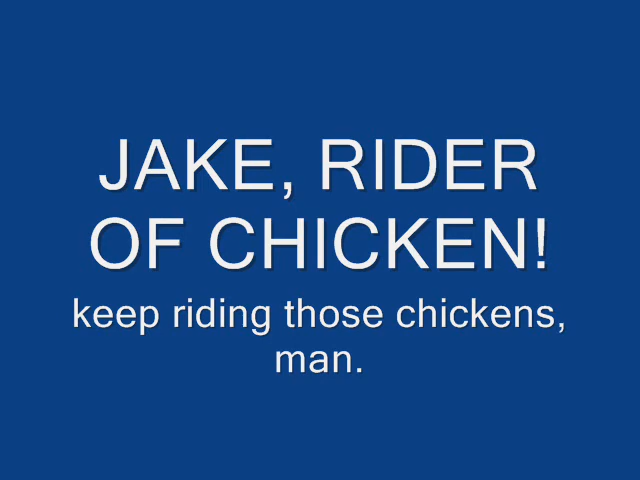 JAKE, RIDER
OF CHICKEN!
keep riding those chickens,
man.